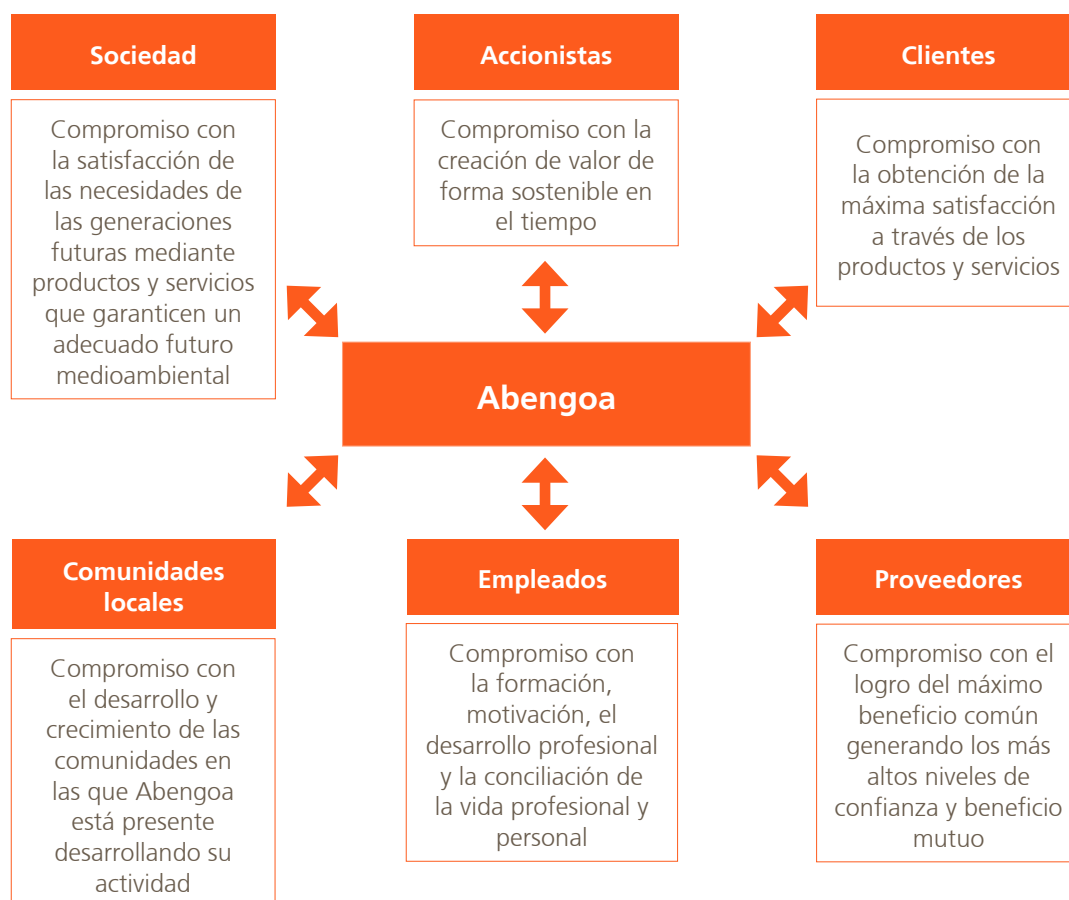 Sociedad
Compromiso con
la satisfacción de
las necesidades de
las generaciones
futuras mediante
productos y servicios
que garanticen un
adecuado futuro
medioambiental
Accionistas
Compromiso con la
creación de valor de
forma sostenible en
el tiempo
Clientes
Compromiso con
la obtención de la
máxima satisfacción
a través de los
productos y servicios
Abengoa
Comunidades
locales
Compromiso con
el desarrollo y
crecimiento de las
comunidades en
las que Abengoa
está presente
desarrollando su
actividad
Empleados
Compromiso con
la formación,
motivación, el
desarrollo profesional
y la conciliación de
la vida profesional y
personal
Proveedores
Compromiso con el
logro del máximo
beneficio común
generando los más
altos niveles de
confianza y beneficio
mutuo